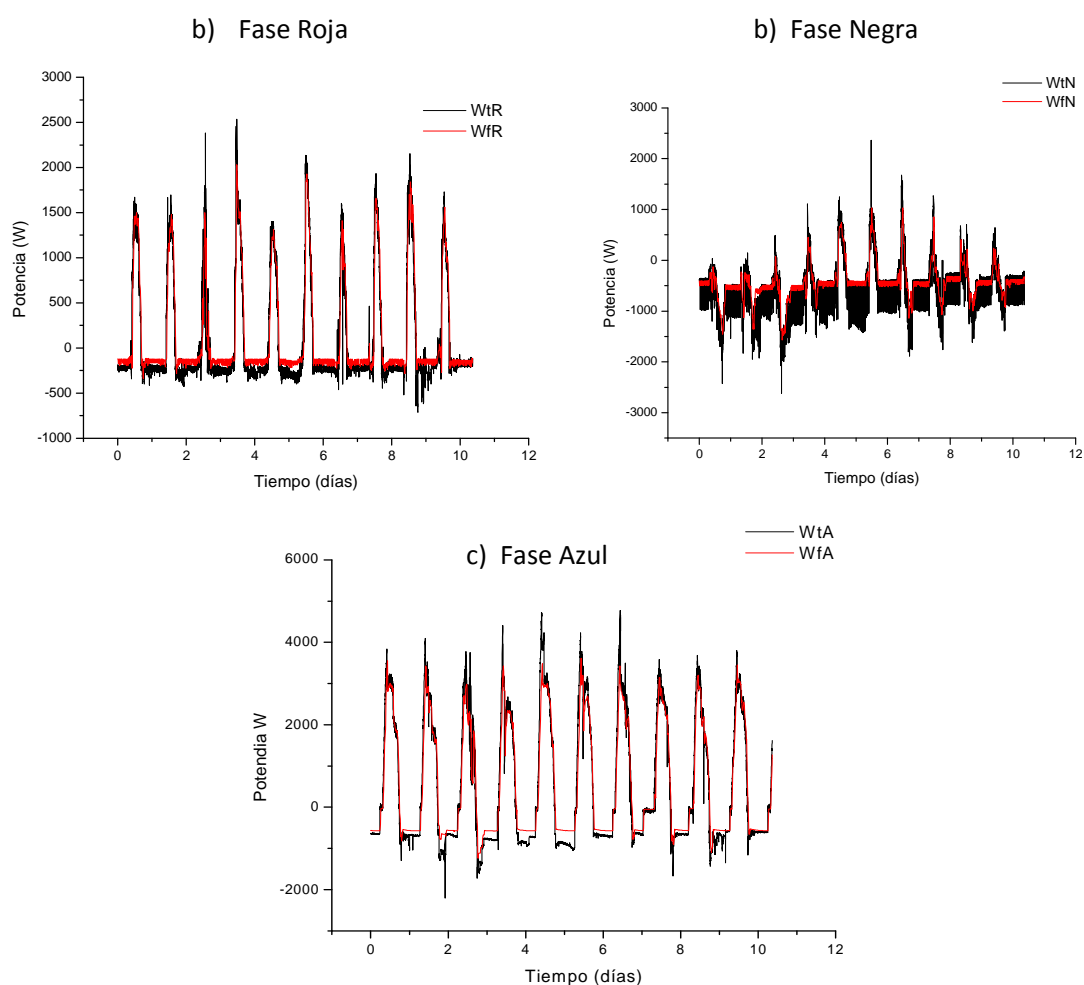 b) Fase Roja
WtR
WfR
3000
2500
2000
1500
1000
500
0
-500
-1000
Potencia (W)
0 2 4 6 8 10 12
Tiempo (días)
b) Fase Negra
WtN
WfN
3000
2000
1000
0
-1000
-2000
-3000
Potencia (W)
0 2 4 6 8 10 12
Tiempo (días)
c) Fase Azul
WtA
WfA
6000
4000
2000
0
-2000
Potendia W
0 2 4 6 8 10
Tiempo (días)